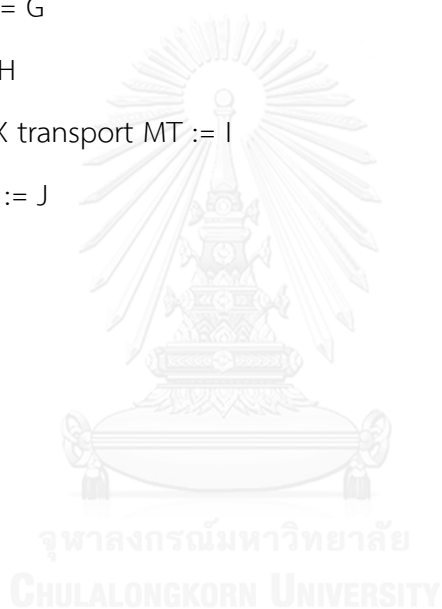 = G
H
X transport MT := I
:= J
จุฬาลงกรณ์มหาวิทยาลัย
CHULALONGKORN UNIVERSITY